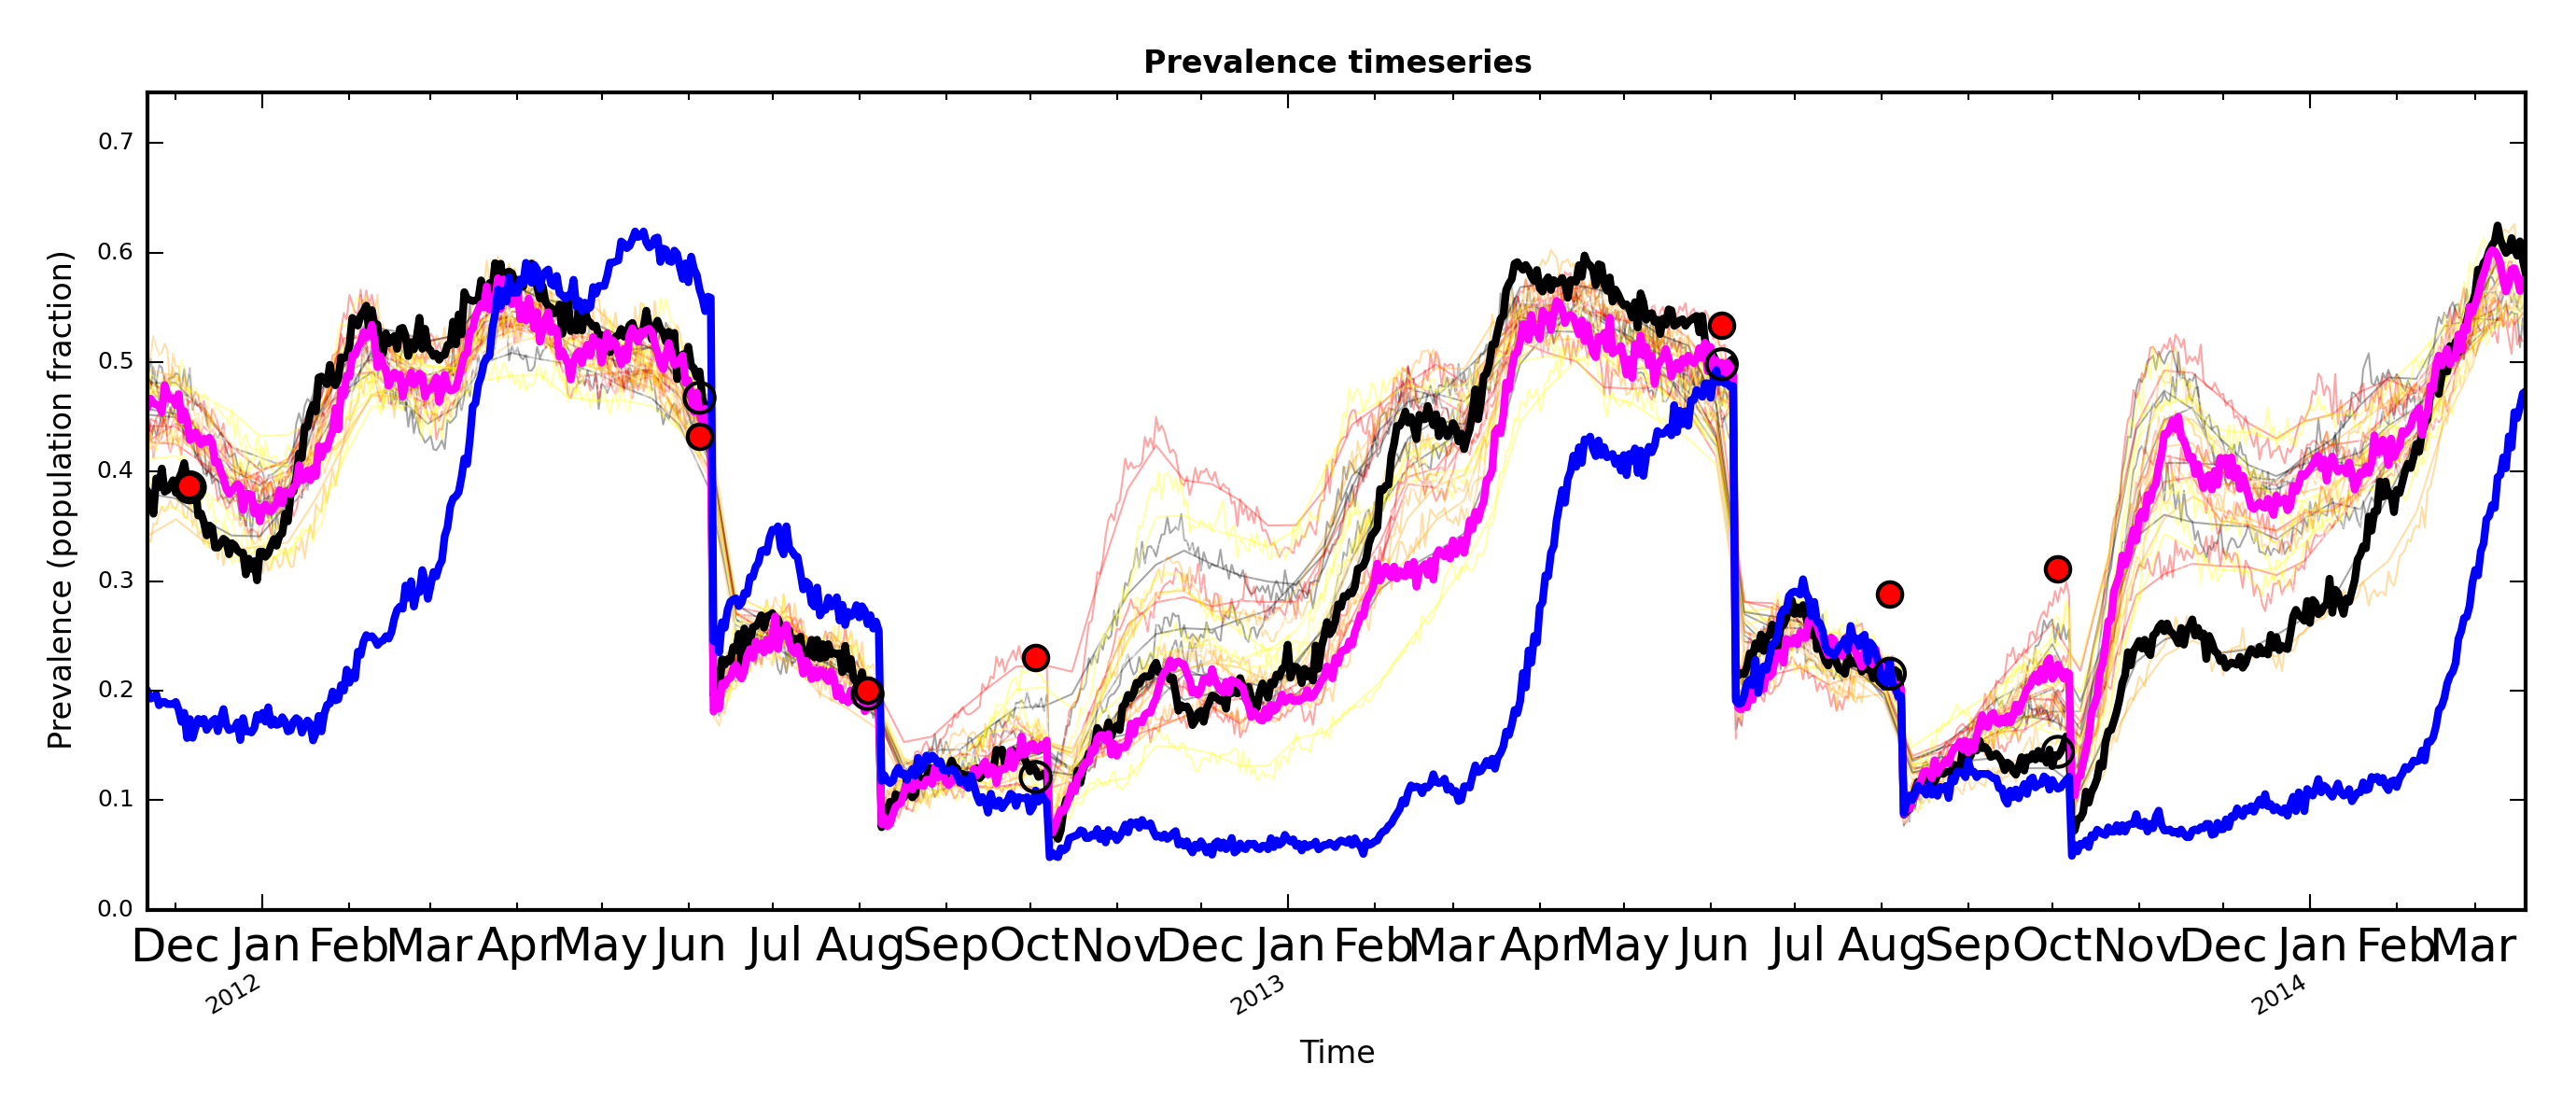 Prevalence timeseries
0.7
0.6
0.5
0.4
0.3
0.2
0.1
0.0
Prevalence (population fraction)
Dec Jan Feb Mar Apr May Jun Jul Aug Sep Oct Nov Dec Jan Feb Mar Apr May Jun Jul Aug Sep Oct Nov Dec Jan Feb Mar
2012 2013 2014
Time